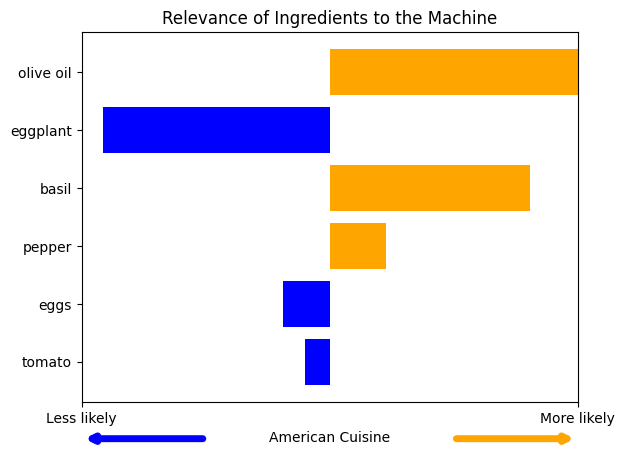 Relevance of Ingredients to the Machine
olive oil
eggplant
basil
pepper
eggs
tomato
Less likely
More likely
American Cuisine